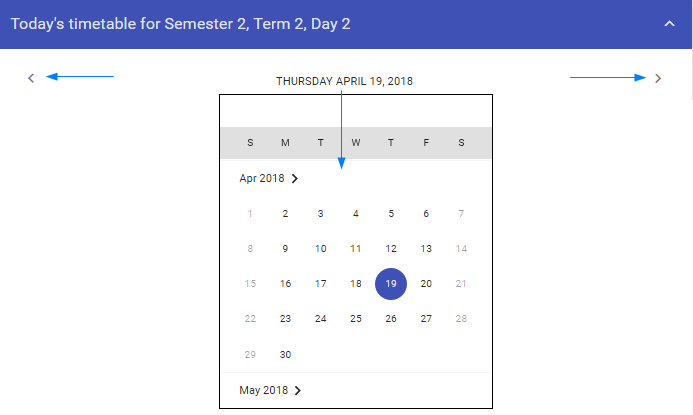 Today's timetable for Semester 2, Term 2, Day 2
THURSDAY APRIL 19, 2018
S M T W T F S
Apr 2018
1 2 3 4 5 6 7
8 9 10 11 12 13 14
15 16 17 18 19 20 21
22 23 24 25 26 27 28
29 30
May 2018